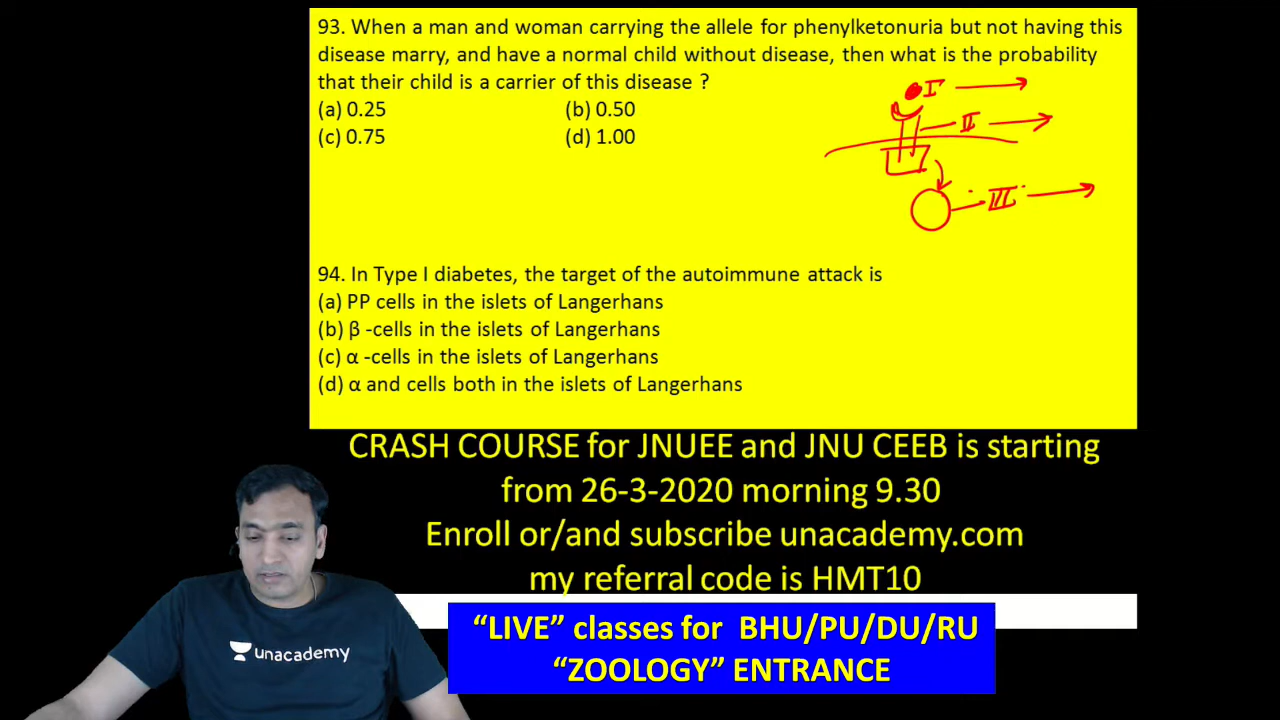 93. When a man and woman carrying the allele for phenylketonuria but not having this
disease marry, and have a normal child without disease, then what is the probability
that their child is a carrier of this disease ?
(a) 0.25 (b) 0.50
(c) 0.75 (d) 1.00
I
II
III
94. In Type I diabetes, the target of the autoimmune attack is
(a) PP cells in the islets of Langerhans
(b) β -cells in the islets of Langerhans
(c) α -cells in the islets of Langerhans
(d) α and cells both in the islets of Langerhans
CRASH COURSE for JNUEE and JNU CEEB is starting
from 26-3-2020 morning 9.30
Enroll or/and subscribe unacademy.com
my referral code is HMT10
unacademy
“LIVE” classes for BHU/PU/DU/RU
“ZOOLOGY” ENTRANCE